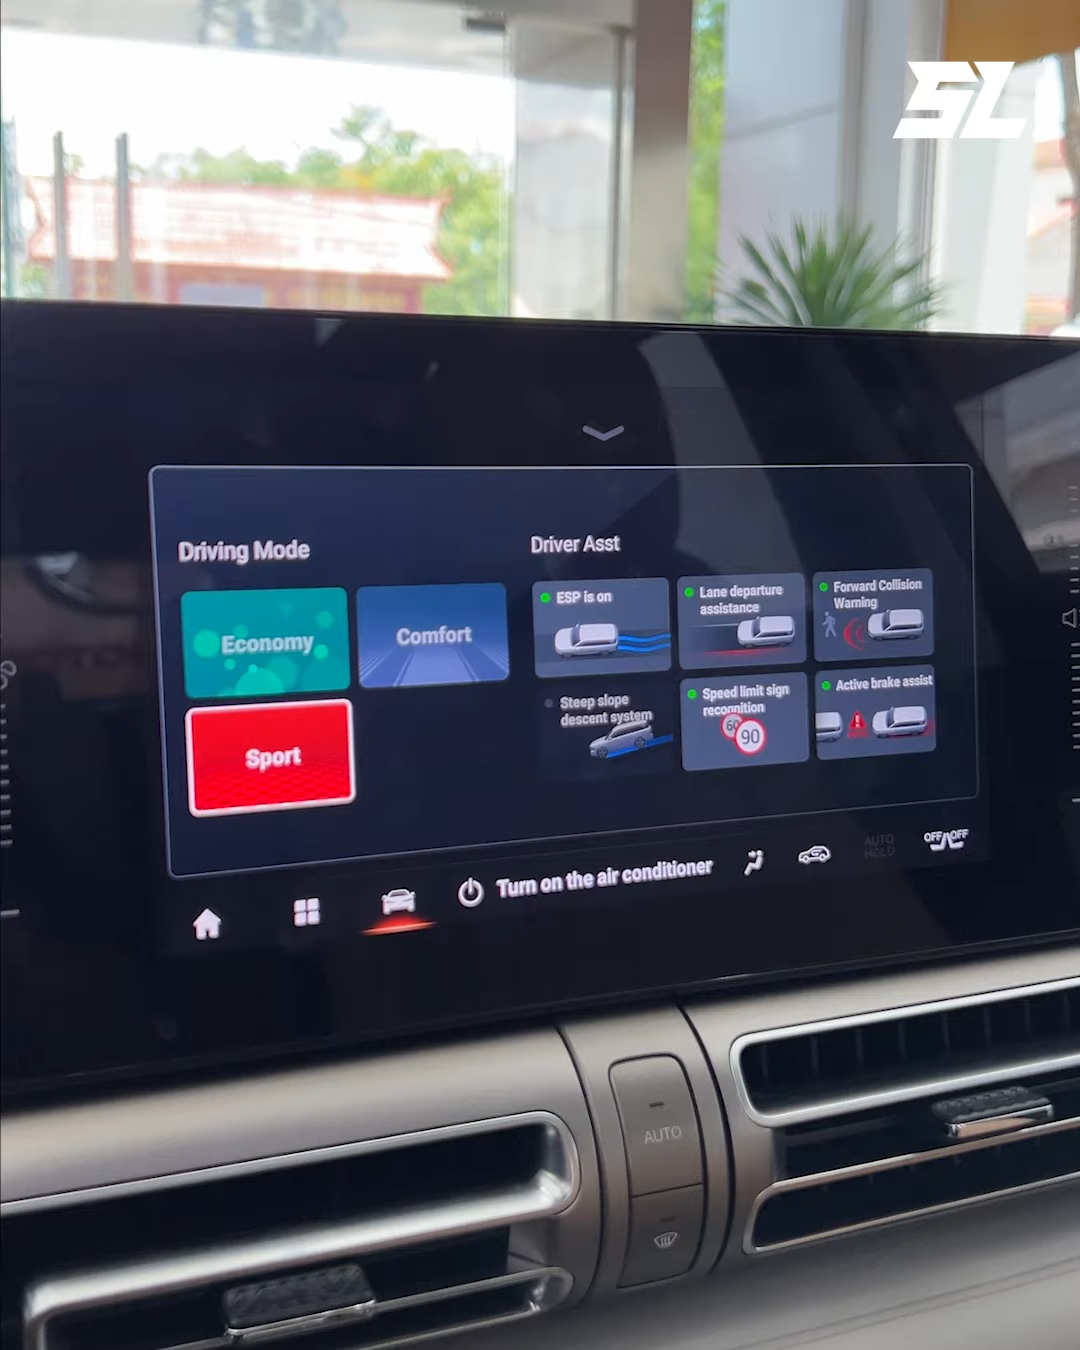 SL
Driving Mode
Economy
Comfort
Sport
Driver Asst
ESP is on
Lane departure
assistance
Forward Collision
Warning
Steep slope
descent system
Speed limit sign
recognition
60
90
Active brake assist
Turn on the air conditioner
AUTO
HOLD
OFF
OFF
AUTO